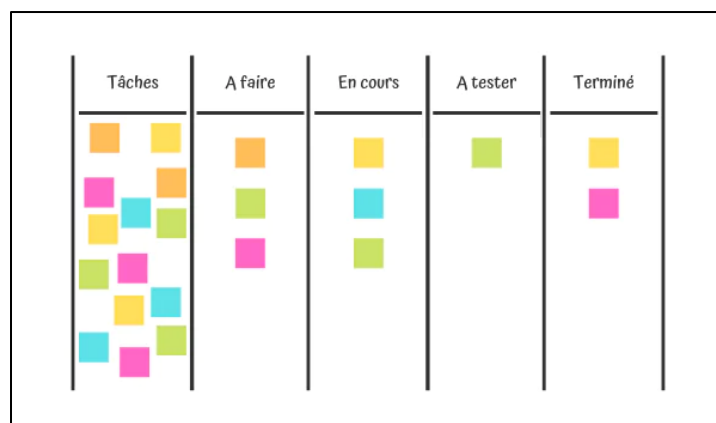 Tâches
A faire
En cours
A tester
Terminé